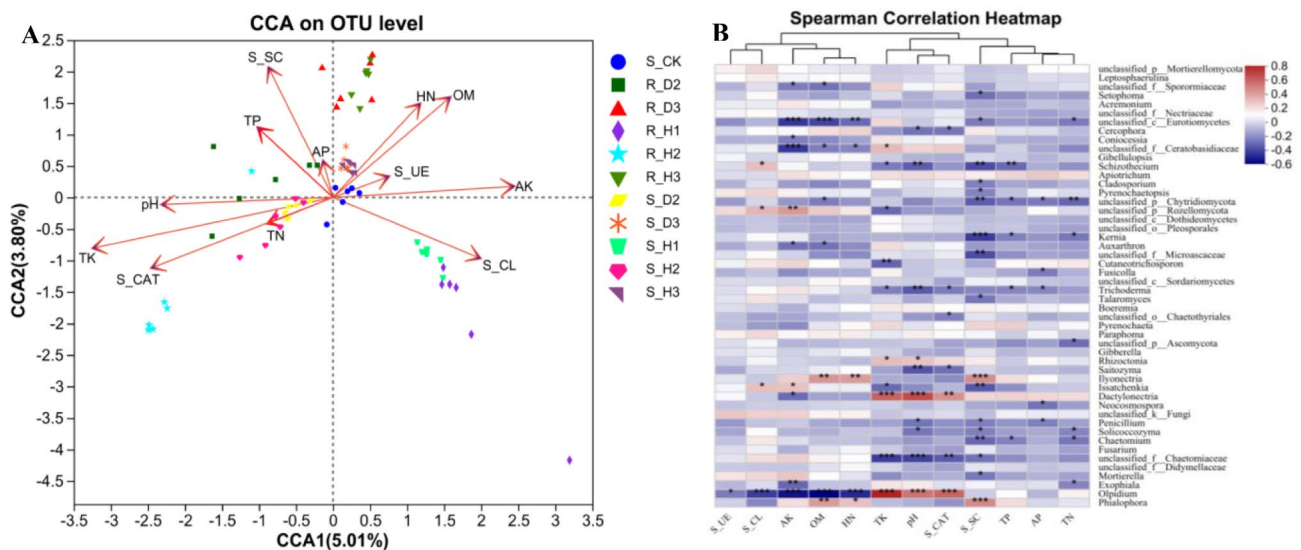 A
CCA on OTU level
CCA2(3.80%)
2.5
2
1.5
1
0.5
0
-0.5
-1
-1.5
-2
-2.5
-3
-3.5
-4
-4.5
S_SC
HN
OM
TP
AP
S_UE
AK
pH
TN
TK
S_CAT
S_CL
-3.5 -3 -2.5 -2 -1.5 -1 -0.5 0 0.5 1 1.5 2 2.5 3 3.5
CCA1(5.01%)
S_CK
R_D2
R_D3
R_H1
R_H2
R_H3
S_D2
S_D3
S_H1
S_H2
S_H3
B
Spearman Correlation Heatmap
unclassified_p__Mortierellomycota
Leptosphaerulina
unclassified_f__Sporormiaceae
Setophoma
Acremonium
unclassified_f__Nectriaceae
unclassified_c__Eurotiomycetes
Cercophora
Coniocessia
unclassified_f__Ceratobasidiaceae
Gibellulopsis
Schizothecium
Apiotrichum
Cladosporium
Pyrenochaetopsis
unclassified_p__Chytridiomycota
unclassified_p__Rozellomycota
unclassified_c__Dothideomycetes
unclassified_o__Pleosporales
Kernia
Auxarthron
unclassified_f__Microascaceae
Cutaneotrichosporon
Fusicolla
unclassified_c__Sordariomycetes
Trichoderma
Talaromyces
Boeremia
unclassified_o__Chaetothyriales
Pyrenochaeta
Paraphoma
unclassified_p__Ascomycota
Gibberella
Rhizoctonia
Saitozyma
Ilyonectria
Issatchenkia
Dactylonectria
Neocosmospora
unclassified_k__Fungi
Penicillium
Solicoccozyma
Chaetomium
Fusarium
unclassified_f__Chaetomiaceae
unclassified_f__Didymellaceae
Mortierella
Exophiala
Olpidium
Phialophora
S_UE S_CL AK OM HN TK pH S_CAT S_SC TP AP TN
0.8
0.6
0.4
0.2
0
-0.2
-0.4
-0.6